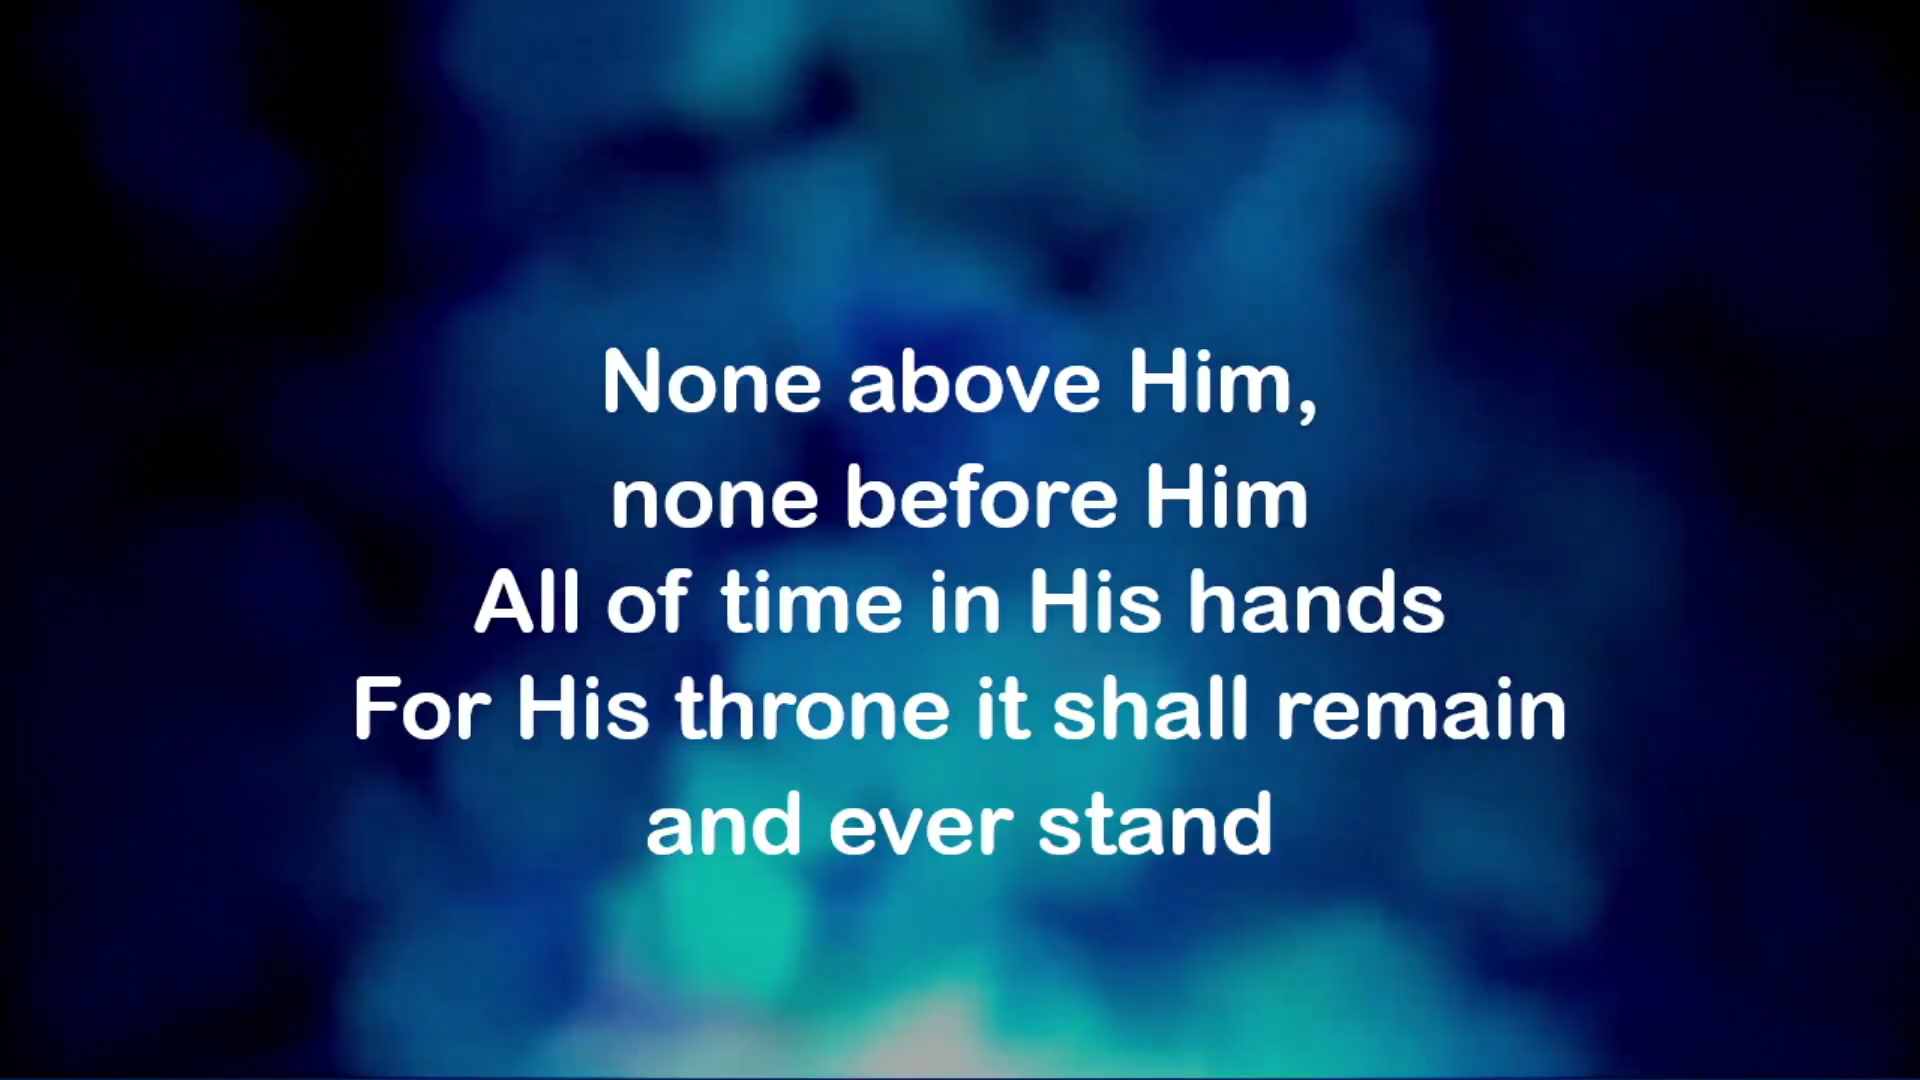 None above Him,
none before Him
All of time in His hands
For His throne it shall remain
and ever stand